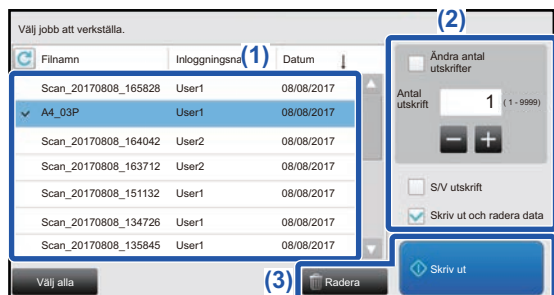 Välj jobb att verkställa.
(2)
Filnamn Inloggningsna (1) Datum
Scan_20170808_165828 User1 08/08/2017
A4_03P User1 08/08/2017
Scan_20170808_164042 User2 08/08/2017
Scan_20170808_163712 User2 08/08/2017
Scan_20170808_151132 User1 08/08/2017
Scan_20170808_134726 User1 08/08/2017
Scan_20170808_135845 User1 08/08/2017
Ändra antal
utskrifter
Antal
utskrift 1 (1 - 9999)
S/V utskrift
Skriv ut och radera data
Välj alla (3) Radera Skriv ut